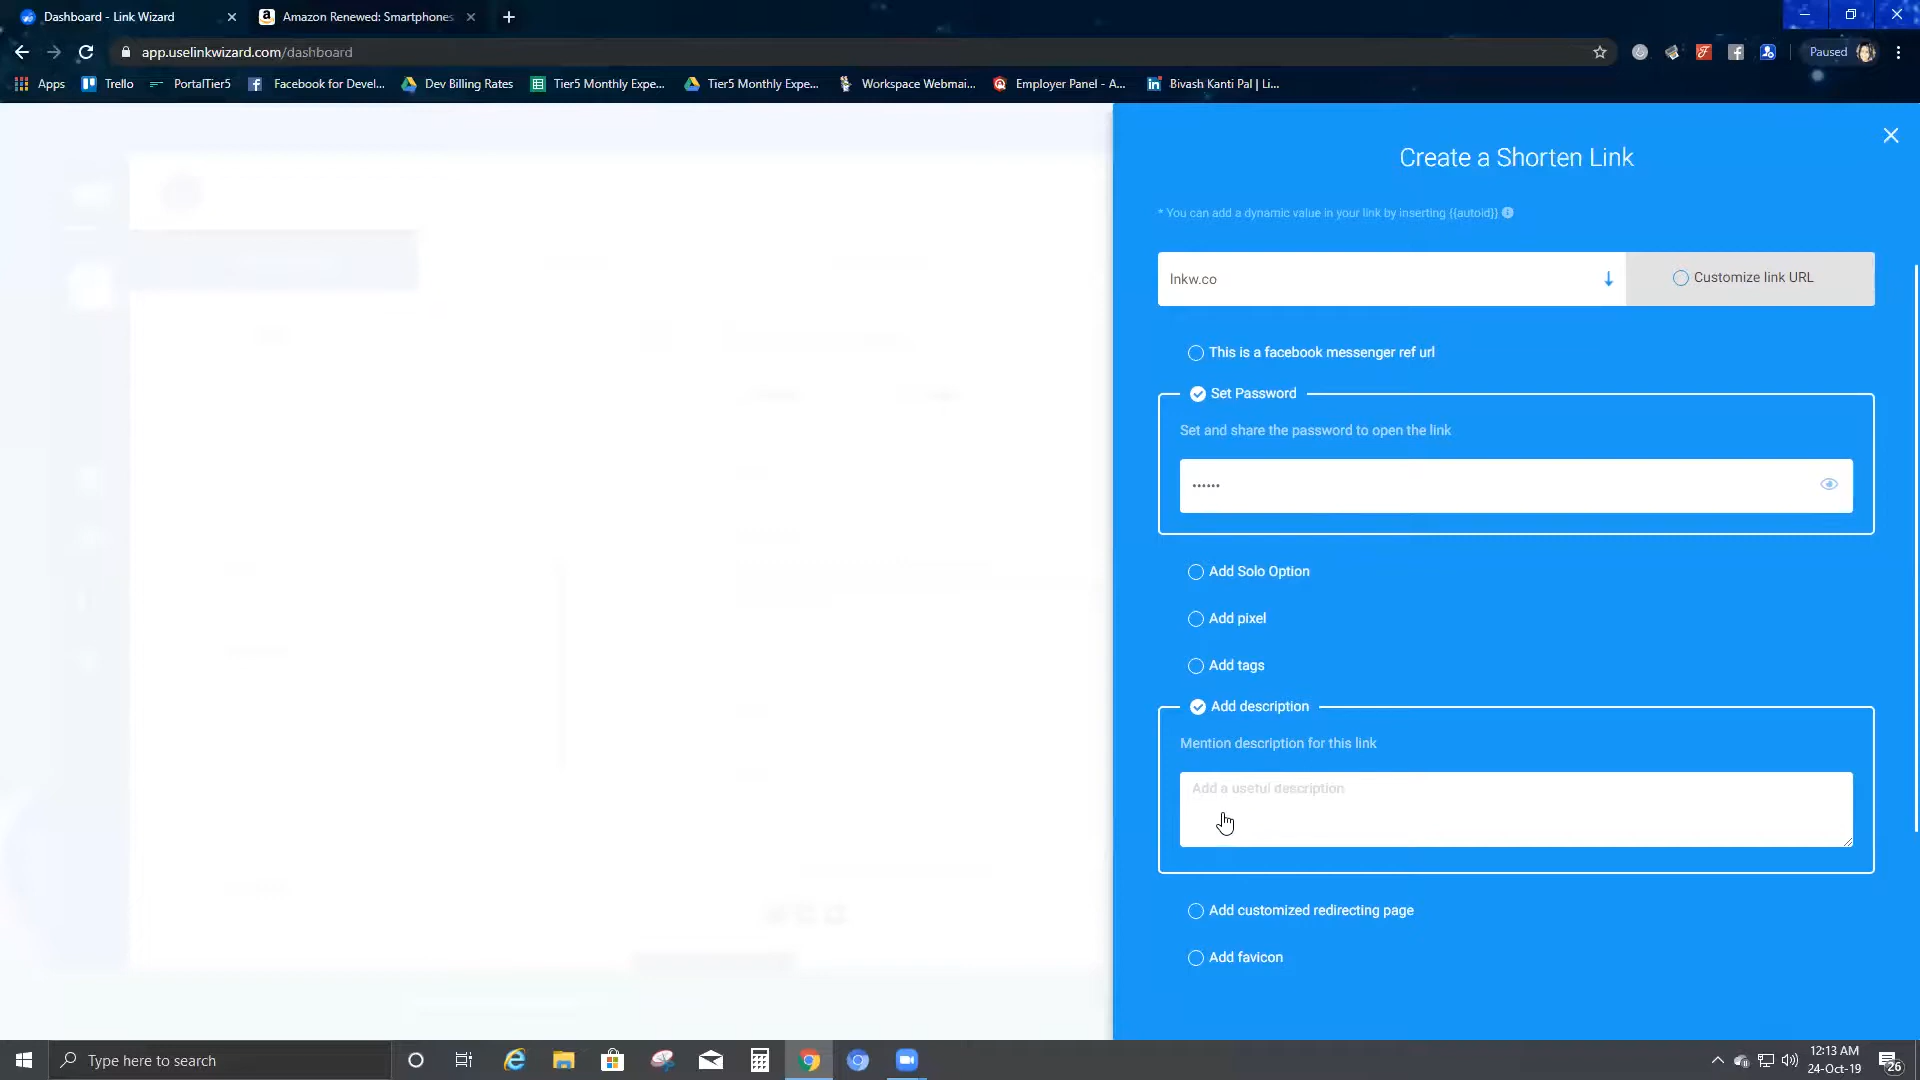 Dashboard - Link Wizard
Amazon Renewed: Smartphones
app.uselinkwizard.com/dashboard
Paused
Apps
Trello
PortalTier5
Facebook for Devel...
Dev Billing Rates
Tier5 Monthly Expe...
Tier5 Monthly Expe...
Workspace Webmai...
Employer Panel - A...
Bivash Kanti Pal | Li...
Create a Shorten Link
* You can add a dynamic value in your link by inserting {{autoid}}
lnkw.co
Customize link URL
This is a facebook messenger ref url
Set Password
Set and share the password to open the link
••••••
Add Solo Option
Add pixel
Add tags
Add description
Mention description for this link
Add a useful description
Add customized redirecting page
Add favicon
Type here to search
12:13 AM
24-Oct-19
26